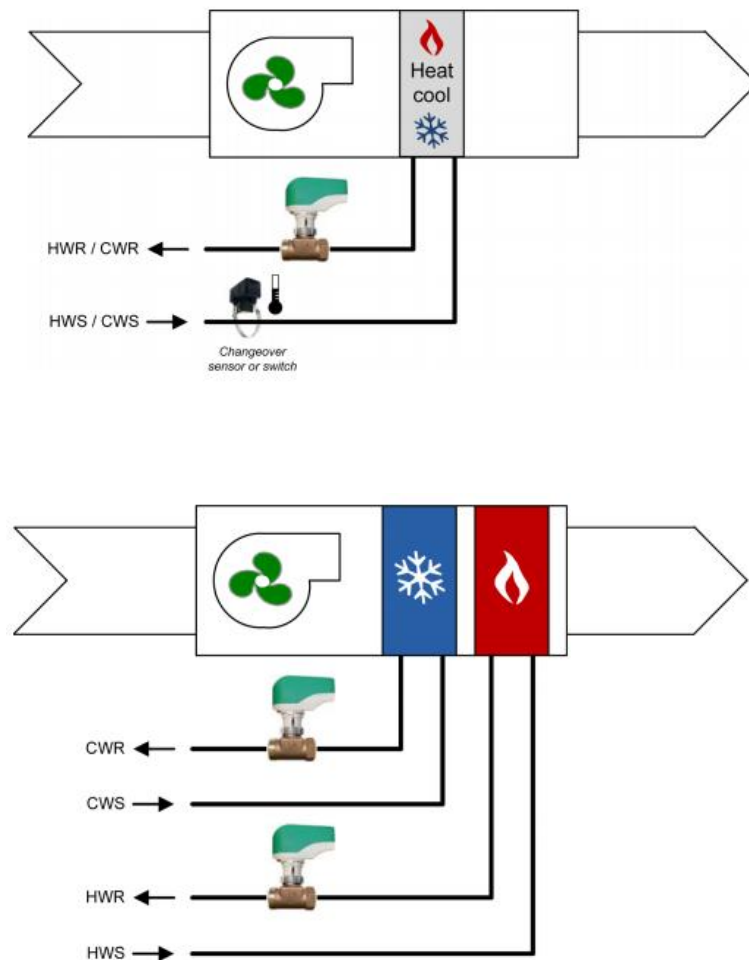 Heat
cool
HWR / CWR
HWS / CWS
Changeover
sensor or switch
CWR
CWS
HWR
HWS